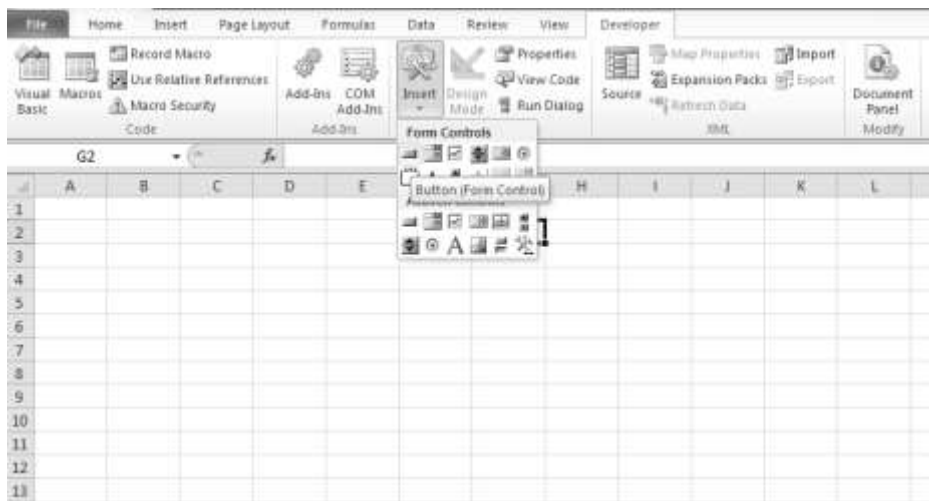 File Home Insert Page Layout Formulas Data Review View Developer
Visual Basic
Macros
Record Macro
Use Relative References
Macro Security
Code
Add-Ins
COM Add-Ins
Add-Ins
Insert
Design Mode
Properties
View Code
Run Dialog
Source
Map Properties
Expansion Packs
Refresh Data
Import
Export
XML
Document Panel
Modify
Form Controls
Button (Form Control)
G2 fx
A B C D E H I J K L
1
2
3
4
5
6
7
8
9
10
11
12
13